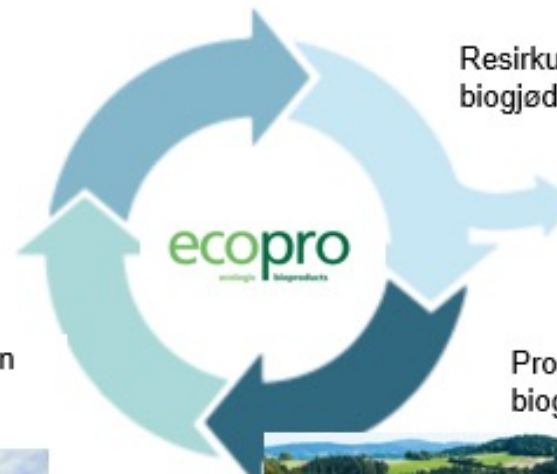 Resirku
biogjød
ecopro
ecologic bioproducts
n
Pro
biog